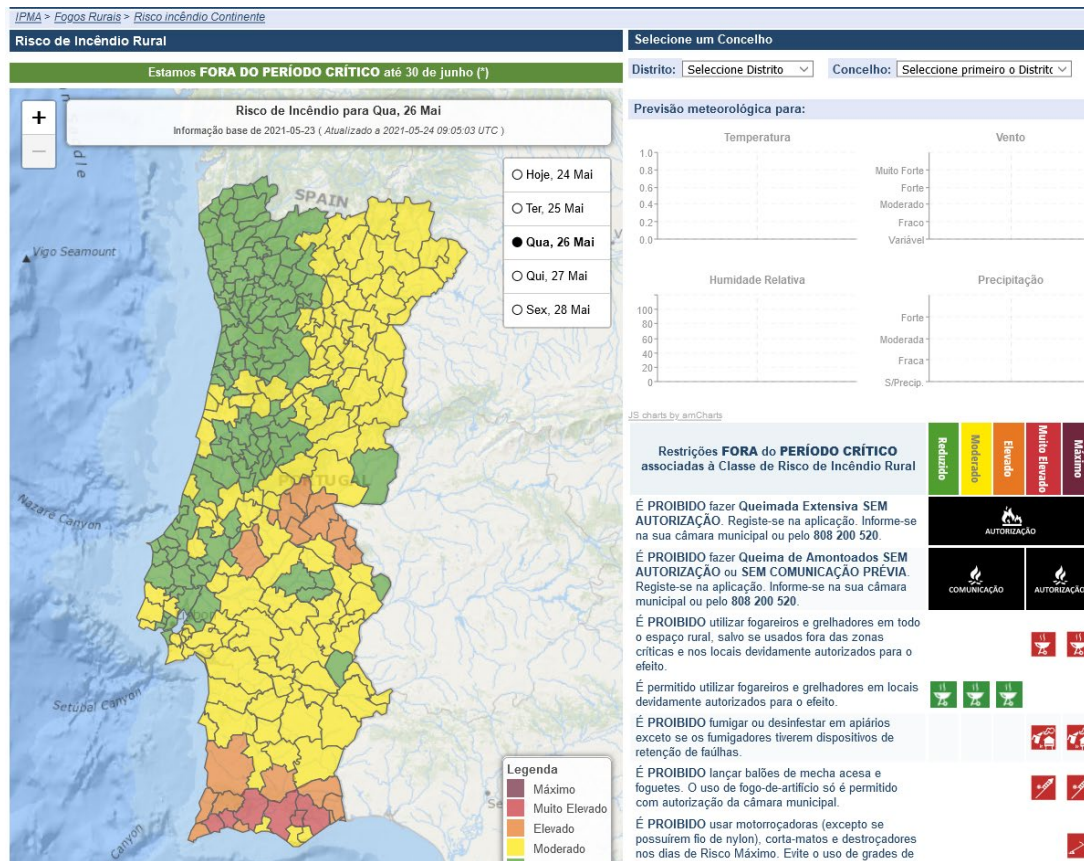 IPMA > Fogos Rurais > Risco incêndio Continente
Risco de Incêndio Rural
Estamos FORA DO PERÍODO CRÍTICO até 30 de junho (*)
+
−
Risco de Incêndio para Qua, 26 Mai
Informação base de 2021-05-23 ( Atualizado a 2021-05-24 09:05:03 UTC )
Hoje, 24 Mai
Ter, 25 Mai
Qua, 26 Mai
Qui, 27 Mai
Sex, 28 Mai
SPAIN
Vigo Seamount
PORTUGAL
Nazare Canyon
Setúbal Canyon
Legenda
Máximo
Muito Elevado
Elevado
Moderado
Selecione um Concelho
Distrito: Seleccione Distrito
Concelho: Seleccione primeiro o Distrito
Previsão meteorológica para:
Temperatura
1.0
0.8
0.6
0.4
0.2
0.0
Vento
Muito Forte
Forte
Moderado
Fraco
Variável
Humidade Relativa
100
80
60
40
20
0
Precipitação
Forte
Moderada
Fraca
S/Precip.
JS charts by amCharts
Restrições FORA do PERÍODO CRÍTICO
associadas à Classe de Risco de Incêndio Rural
Reduzido
Moderado
Elevado
Muito Elevado
Máximo
É PROIBIDO fazer Queimada Extensiva SEM
AUTORIZAÇÃO. Registe-se na aplicação. Informe-se
na sua câmara municipal ou pelo 808 200 520.
AUTORIZAÇÃO
É PROIBIDO fazer Queima de Amontoados SEM
AUTORIZAÇÃO ou SEM COMUNICAÇÃO PRÉVIA.
Registe-se na aplicação. Informe-se na sua câmara
municipal ou pelo 808 200 520.
COMUNICAÇÃO
AUTORIZAÇÃO
É PROIBIDO utilizar fogareiros e grelhadores em todo
o espaço rural, salvo se usados fora das zonas
críticas e nos locais devidamente autorizados para o
efeito.
É permitido utilizar fogareiros e grelhadores em locais
devidamente autorizados para o efeito.
É PROIBIDO fumigar ou desinfestar em apiários
exceto se os fumigadores tiverem dispositivos de
retenção de faúlhas.
É PROIBIDO lançar balões de mecha acesa e
foguetes. O uso de fogo-de-artifício só é permitido
com autorização da câmara municipal.
É PROIBIDO usar motorroçadoras (excepto se
possuírem fio de nylon), corta-matos e destroçadores
nos dias de Risco Máximo. Evite o uso de grades de